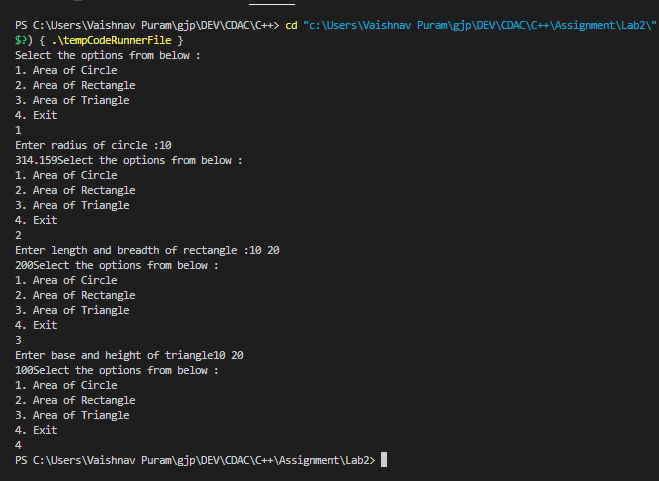 PS C:\Users\Vaishnav Puram\gjp\DEV\CDAC\C++> cd "c:\Users\Vaishnav Puram\gjp\DEV\CDAC\C++\Assignment\Lab2\"
$?) { .\tempCodeRunnerFile }
Select the options from below :
1. Area of Circle
2. Area of Rectangle
3. Area of Triangle
4. Exit
1
Enter radius of circle :10
314.159Select the options from below :
1. Area of Circle
2. Area of Rectangle
3. Area of Triangle
4. Exit
2
Enter length and breadth of rectangle :10 20
200Select the options from below :
1. Area of Circle
2. Area of Rectangle
3. Area of Triangle
4. Exit
3
Enter base and height of triangle10 20
100Select the options from below :
1. Area of Circle
2. Area of Rectangle
3. Area of Triangle
4. Exit
4
PS C:\Users\Vaishnav Puram\gjp\DEV\CDAC\C++\Assignment\Lab2>